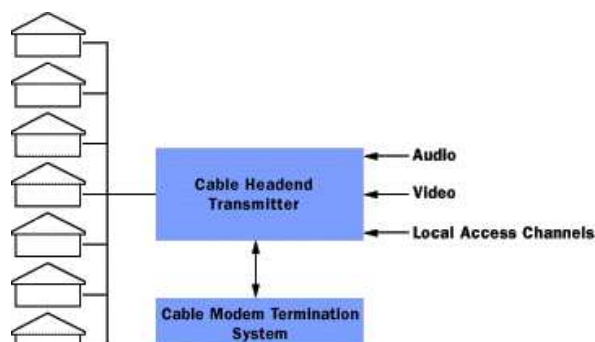 Cable Headend
Transmitter
Audio
Video
Local Access Channels
Cable Modem Termination
System